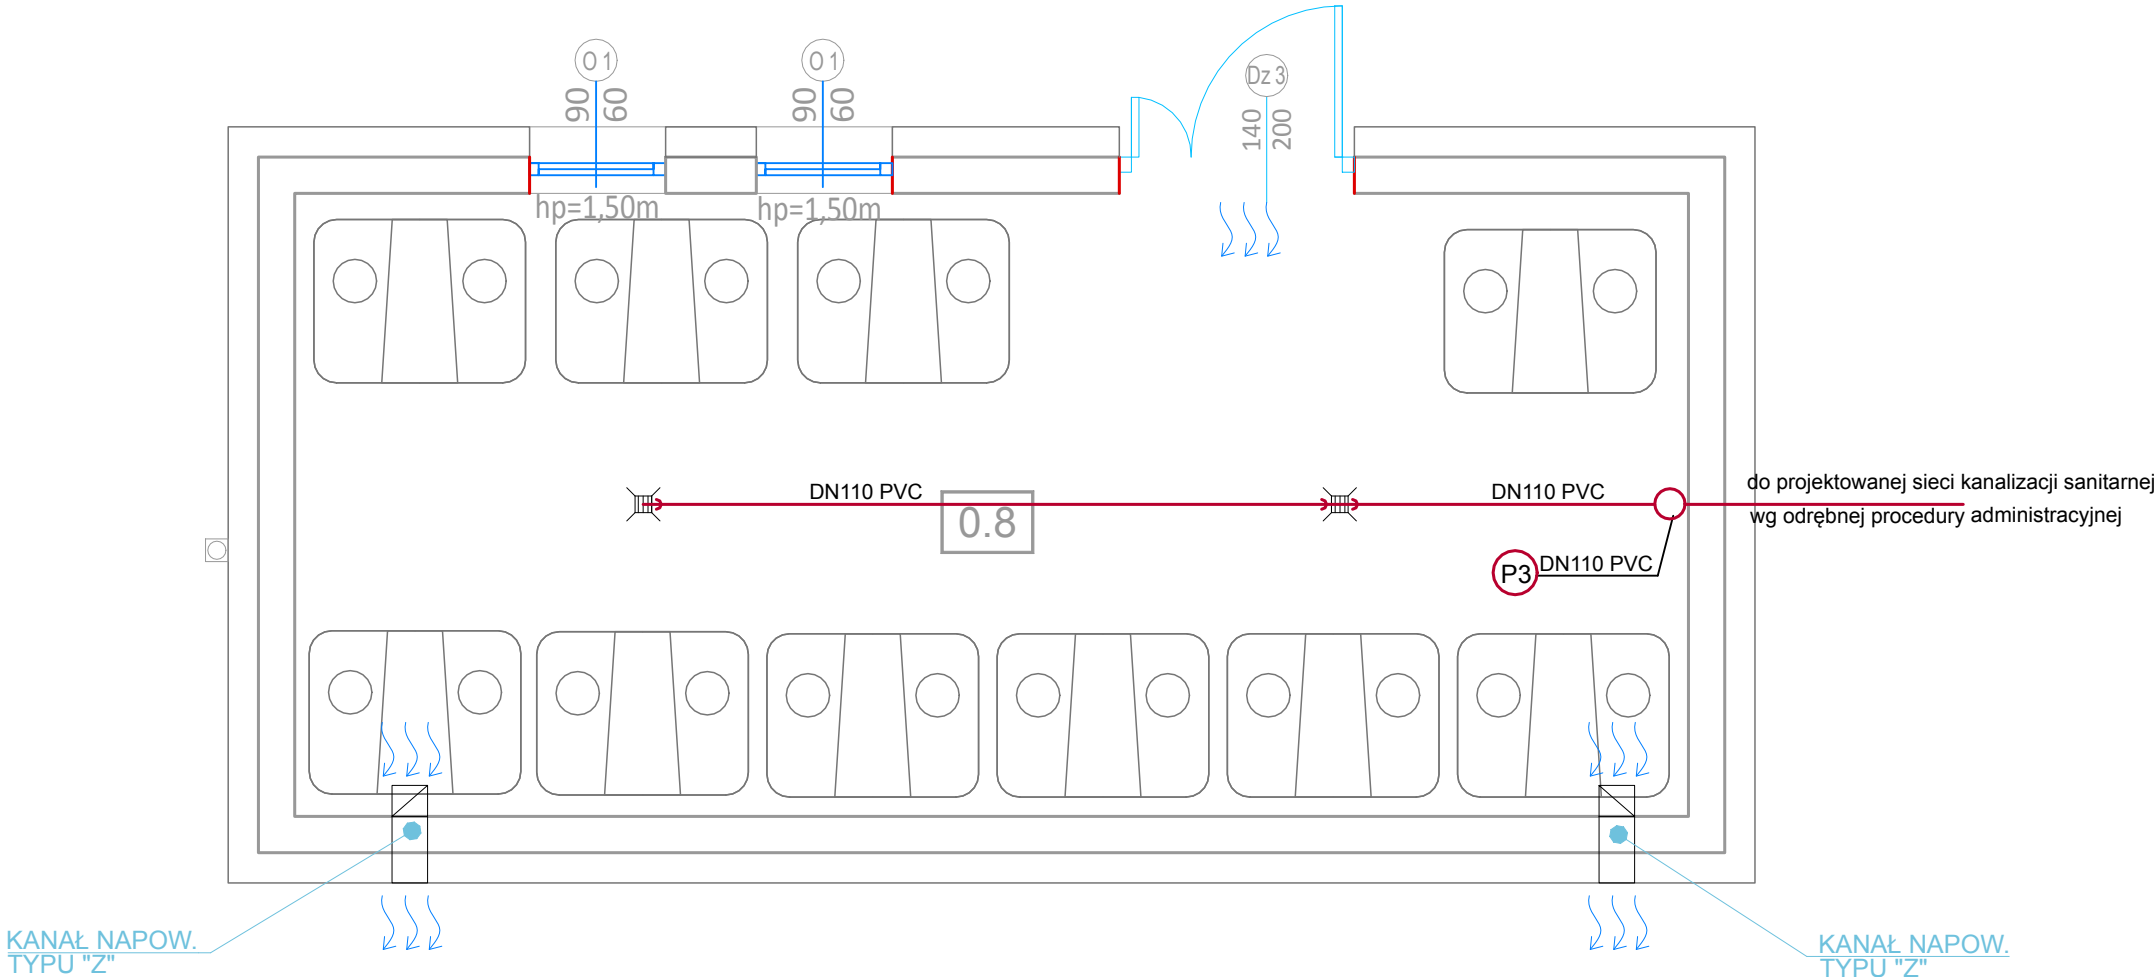 O1
90
60
O1
90
60
Dz 3
140
200
hp=1,50m
hp=1,50m
DN110 PVC
DN110 PVC
do projektowanej sieci kanalizacji sanitarnej
wg odrębnej procedury administracyjnej
0.8
P3
DN110 PVC
KANAŁ NAPOW.
TYPU "Z"
KANAŁ NAPOW.
TYPU "Z"